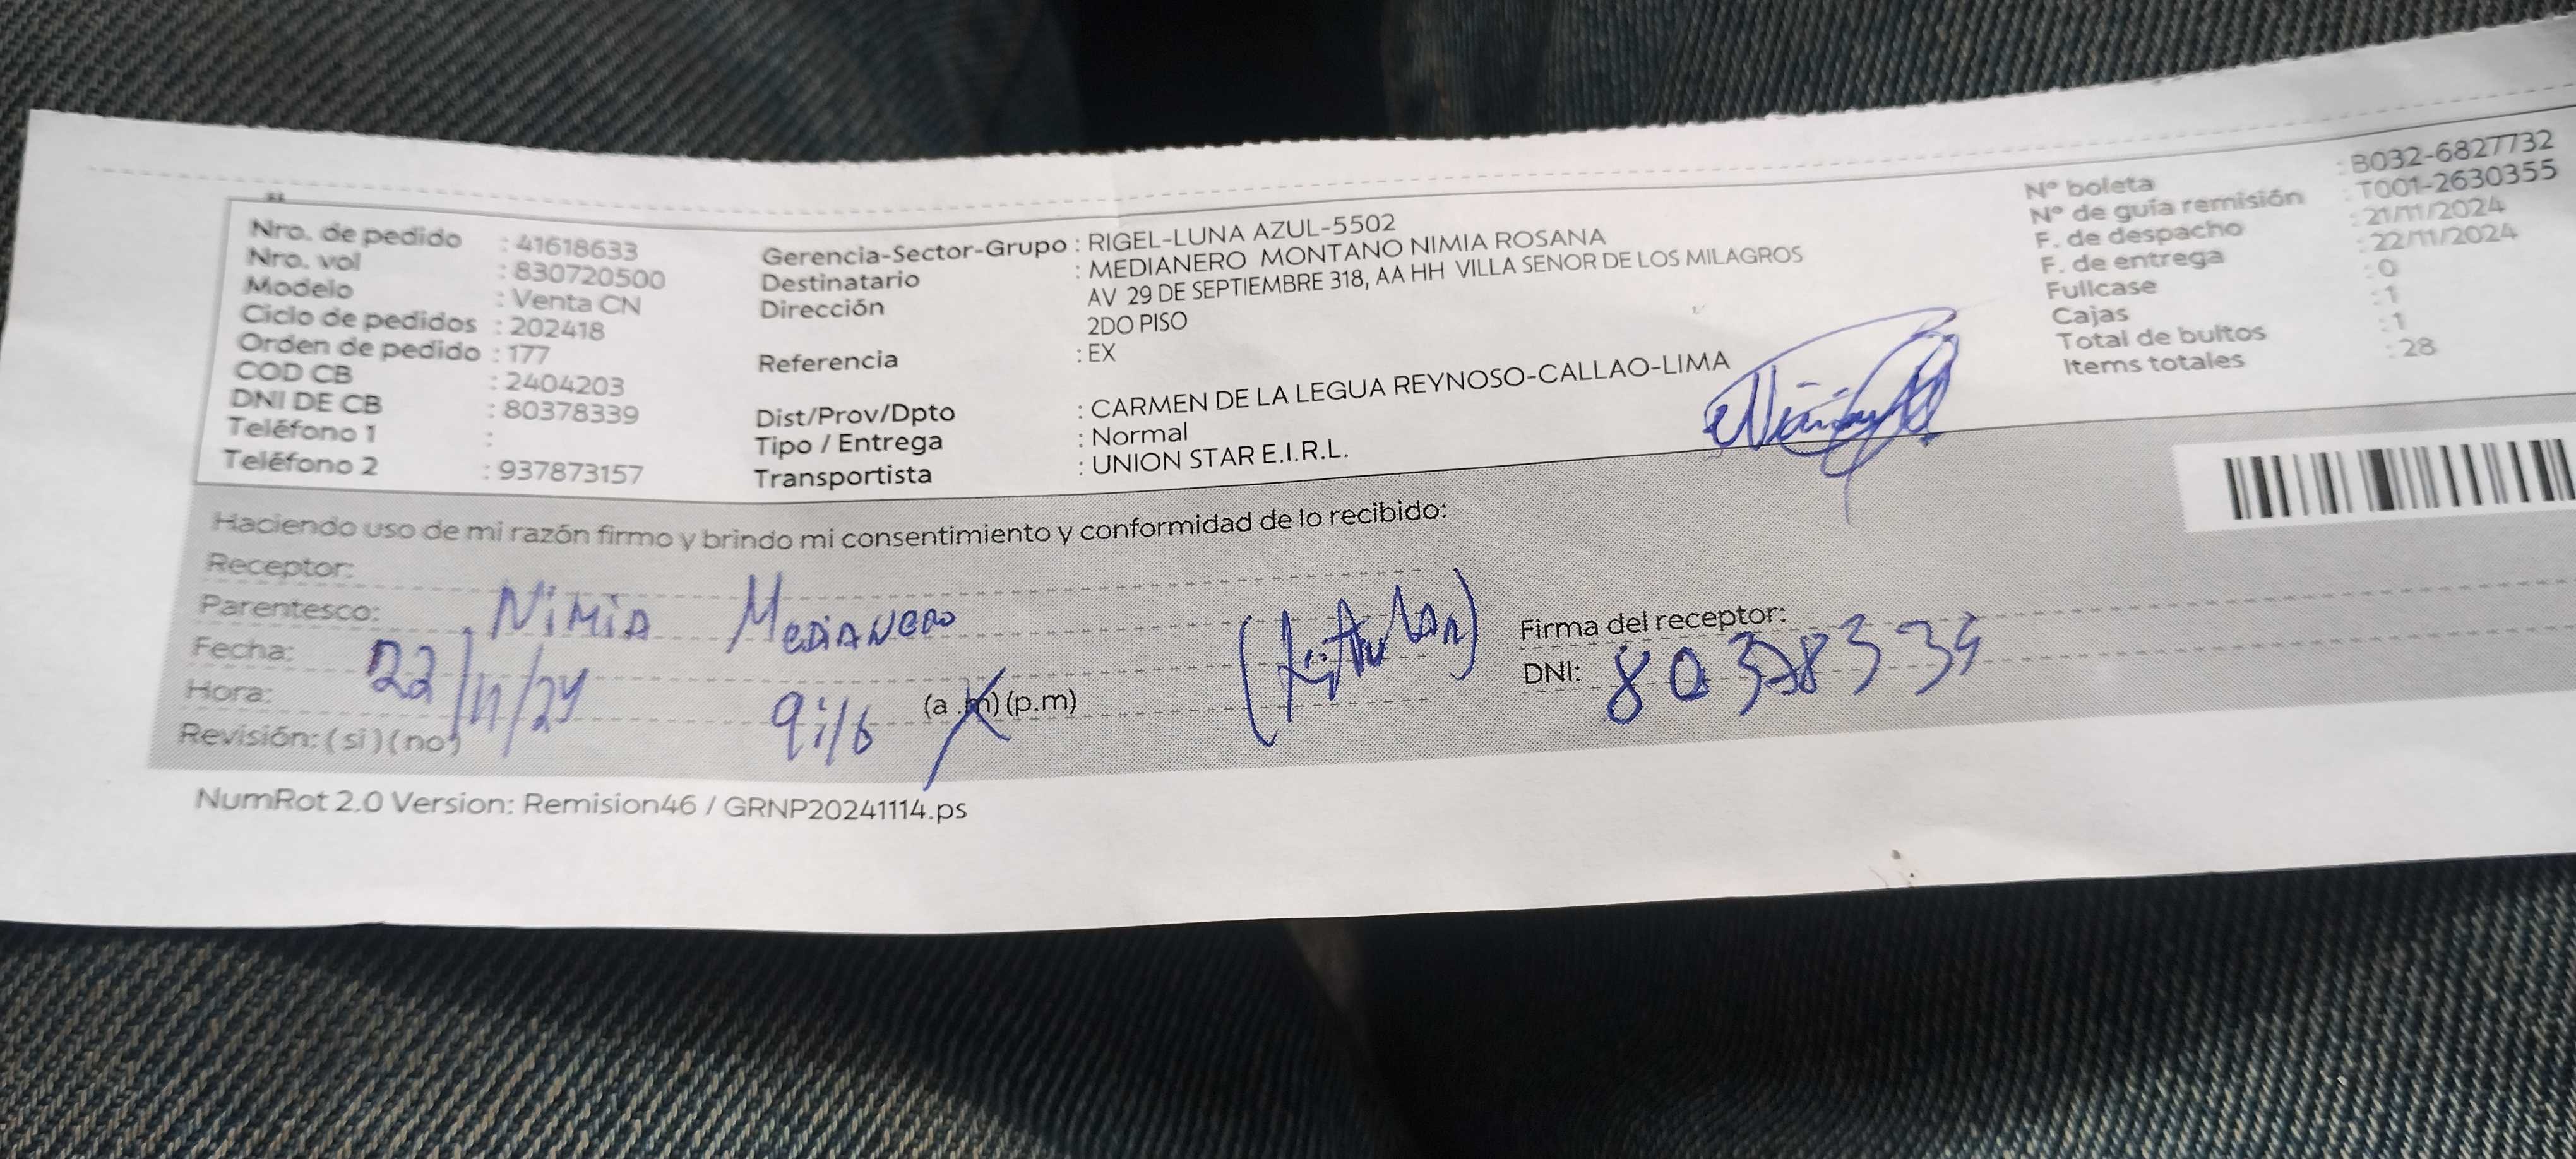 Nro. de pedido : 41618633
Nro. vol : 830720500
Modelo : Venta CN
Ciclo de pedidos : 202418
Orden de pedido : 177
COD CB : 2404203
DNI DE CB : 80378339
Teléfono 1 :
Teléfono 2 : 937873157
Gerencia-Sector-Grupo : RIGEL-LUNA AZUL-5502
Destinatario : MEDIANERO MONTANO NIMIA ROSANA
Dirección AV 29 DE SEPTIEMBRE 318, AA HH VILLA SENOR DE LOS MILAGROS
2DO PISO
Referencia : EX
Dist/Prov/Dpto : CARMEN DE LA LEGUA REYNOSO-CALLAO-LIMA
Tipo / Entrega : Normal
Transportista : UNION STAR E.I.R.L.
Nº boleta : B032-6827732
Nº de guía remisión : T001-2630355
F. de despacho : 21/11/2024
F. de entrega : 22/11/2024
Fullcase : 0
Cajas : 1
Total de bultos : 1
Items totales : 28
Haciendo uso de mi razón firmo y brindo mi consentimiento y conformidad de lo recibido:
Receptor:
Parentesco: Nimia Medianero (titular)
Fecha: 22/11/24
Hora: (a.m) (p.m)
Revisión: ( si ) ( no )
Firma del receptor:
DNI: 80378339
NumRot 2.0 Version: Remision46 / GRNP20241114.ps